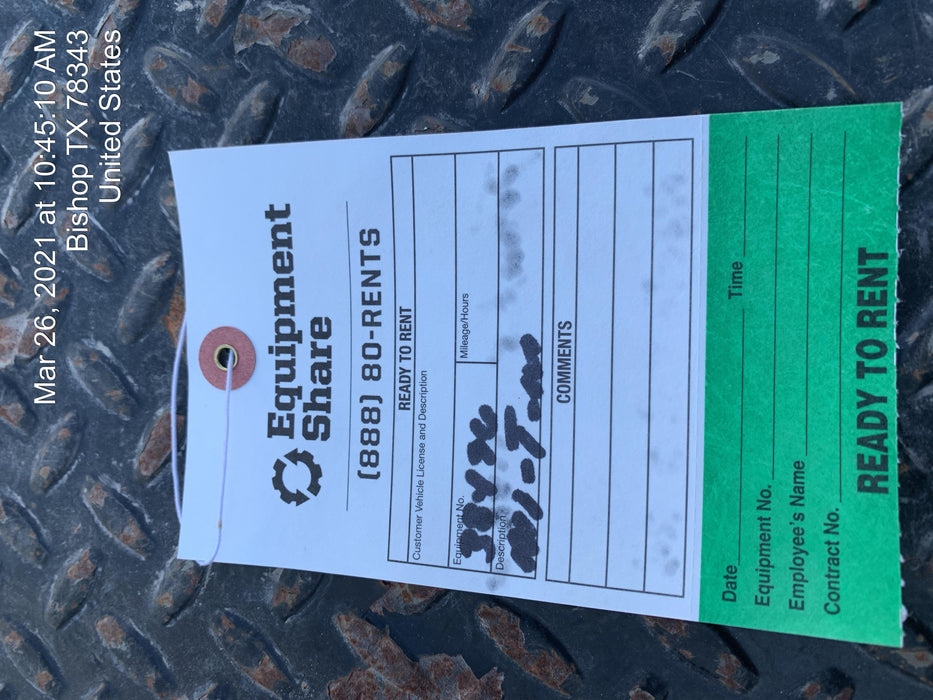 Mar 26, 2021 at 10:45:10 AM
Bishop TX 78343
United States
Equipment
Share
(888) 80-RENTS
READY TO RENT
Customer Vehicle License and Description
Equipment No.
Mileage/Hours
Description
COMMENTS
Date
Time
Equipment No.
Employee's Name
Contract No.
READY TO RENT